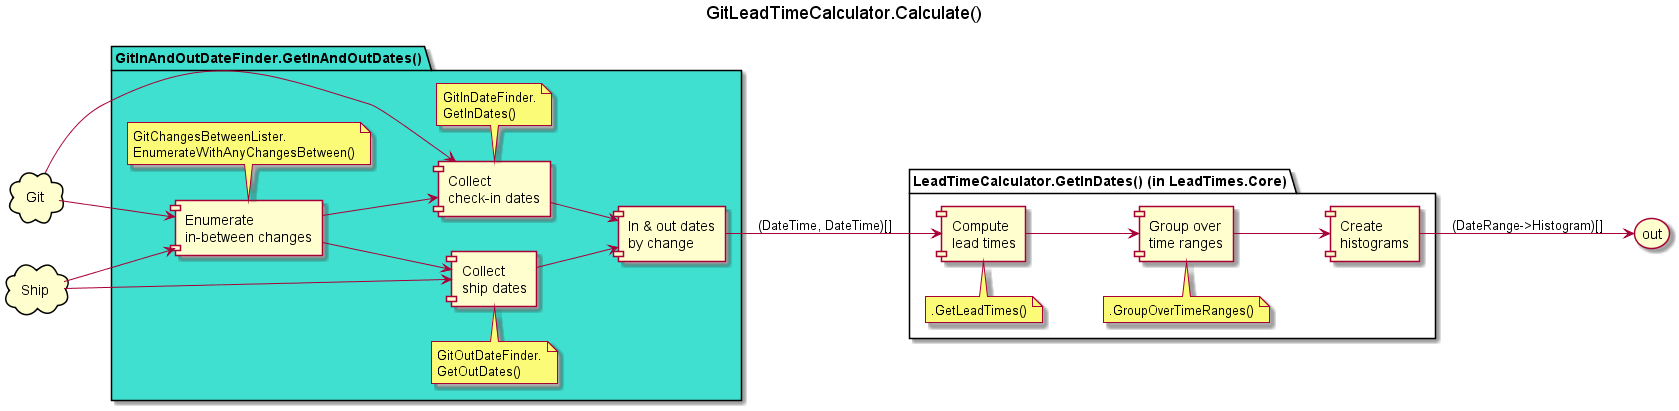 GitLeadTimeCalculator.Calculate()
GitInAndOutDateFinder.GetInAndOutDates()
GitInDateFinder.
GetInDates()
GitChangesBetweenLister.
EnumerateWithAnyChangesBetween()
Git
Ship
Enumerate
in-between changes
Collect
check-in dates
Collect
ship dates
GitOutDateFinder.
GetOutDates()
In & out dates
by change
(DateTime, DateTime)[]
LeadTimeCalculator.GetInDates() (in LeadTimes.Core)
Compute
lead times
Group over
time ranges
Create
histograms
.GetLeadTimes()
.GroupOverTimeRanges()
(DateRange->Histogram)[]
out